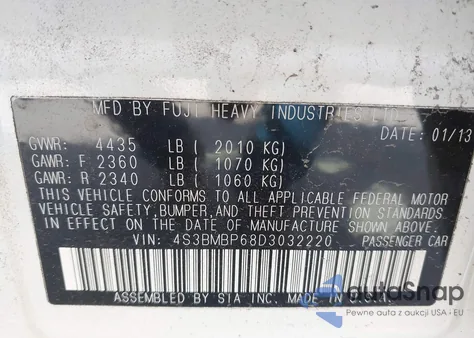 MFD BY FUJI HEAVY INDUSTRIES LTD.
DATE: 01/13
GVWR: 4435 LB ( 2010 KG)
GAWR: F 2360 LB ( 1070 KG)
GAWR: R 2340 LB ( 1060 KG)
THIS VEHICLE CONFORMS TO ALL APPLICABLE FEDERAL MOTOR
VEHICLE SAFETY, BUMPER, AND THEFT PREVENTION STANDARDS
IN EFFECT ON THE DATE OF MANUFACTURE SHOWN ABOVE.
VIN: 4S3BMBP68D3032220 PASSENGER CAR
ASSEMBLED BY SIA INC. MADE IN
autoSnap
Pewne auta z aukcji USA - EU